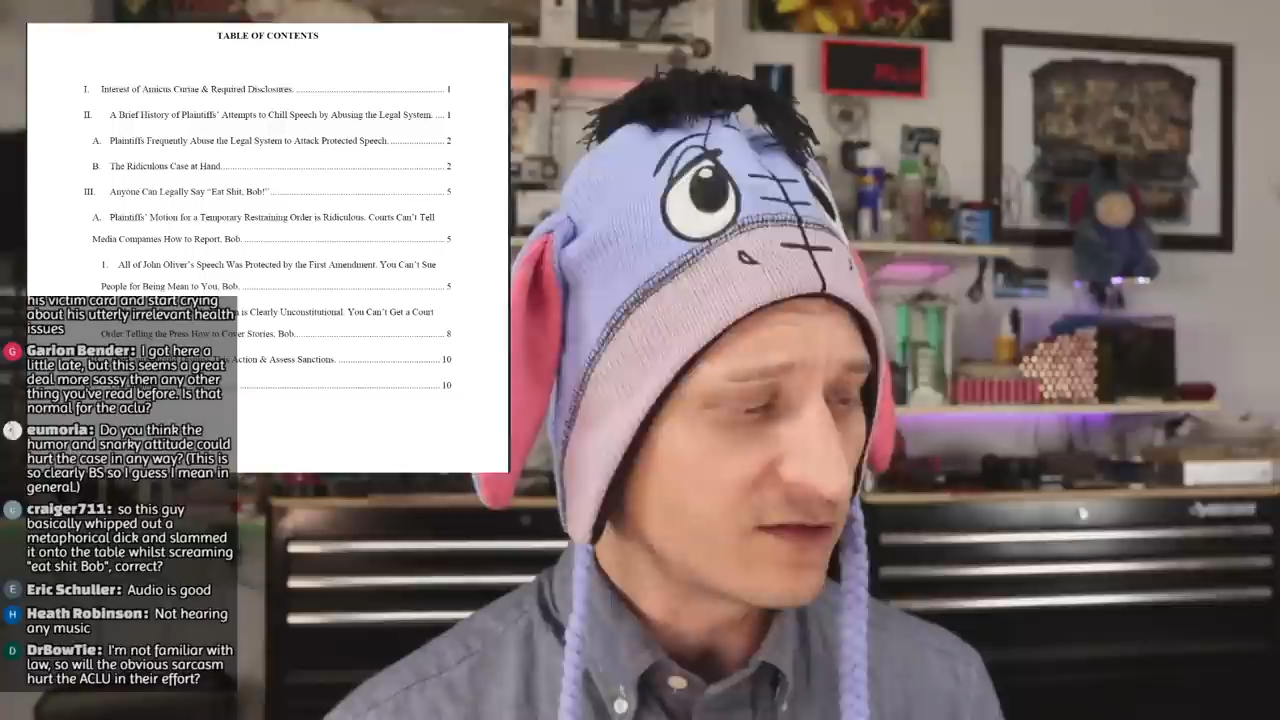 TABLE OF CONTENTS
I. Interest of Amicus Curiae & Required Disclosures. 1
II. A Brief History of Plaintiffs' Attempts to Chill Speech by Abusing the Legal System. .... 1
A. Plaintiffs Frequently Abuse the Legal System to Attack Protected Speech. 2
B. The Ridiculous Case at Hand. 2
III. Anyone Can Legally Say "Eat Shit, Bob!" 5
A. Plaintiffs' Motion for a Temporary Restraining Order is Ridiculous. Courts Can't Tell
Media Companies How to Report, Bob. 5
1. All of John Oliver's Speech Was Protected by the First Amendment. You Can't Sue
People for Being Mean to You, Bob. 5
is Clearly Unconstitutional. You Can't Get a Court
Order Telling the Press How to Cover Stories, Bob. 8
Action & Assess Sanctions. 10
10
his victim card and start crying
about his utterly irrelevant health
issues
G Garion Bender: I got here a
little late, but this seems a great
deal more sassy then any other
thing you've read before. Is that
normal for the aclu?
eumoria: Do you think the
humor and snarky attitude could
hurt the case in any way? (This is
so clearly BS so I guess I mean in
general.)
C craiger711: so this guy
basically whipped out a
metaphorical dick and slammed
it onto the table whilst screaming
"eat shit Bob", correct?
E Eric Schuller: Audio is good
H Heath Robinson: Not hearing
any music
D DrBowTie: I'm not familiar with
law, so will the obvious sarcasm
hurt the ACLU in their effort?